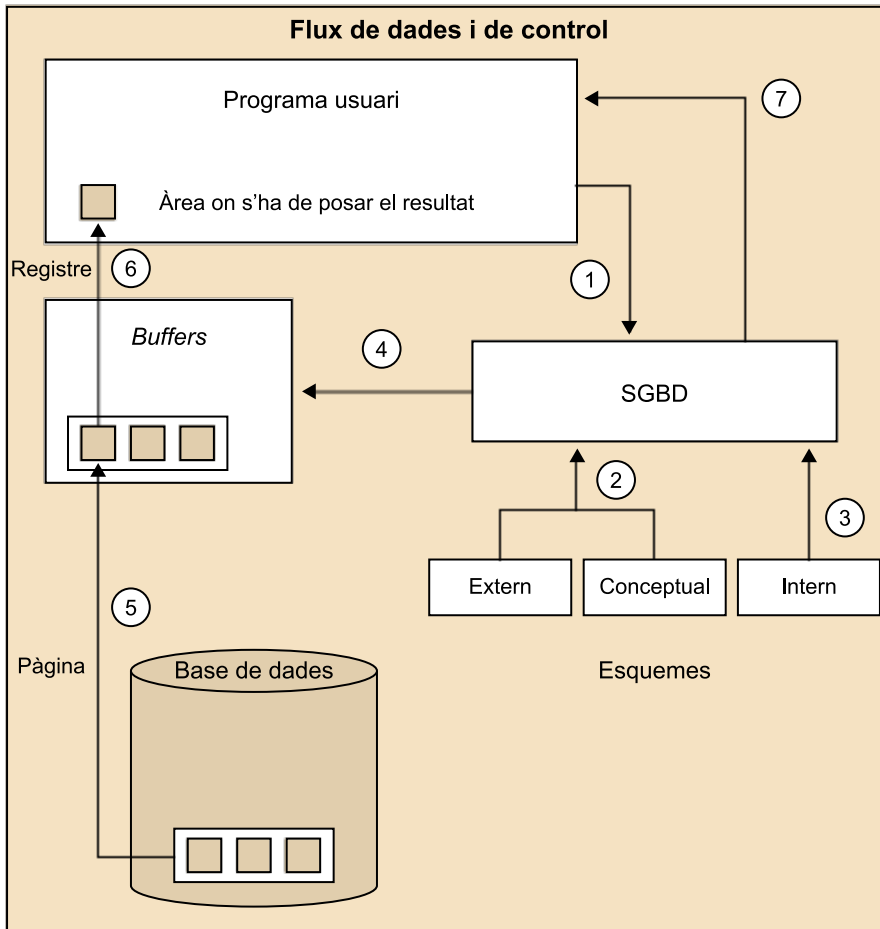 Flux de dades i de control
Programa usuari
7
Àrea on s'ha de posar el resultat
Registre
6
1
Buffers
4
SGBD
2
3
Extern
Conceptual
Intern
5
Pàgina
Base de dades
Esquemes